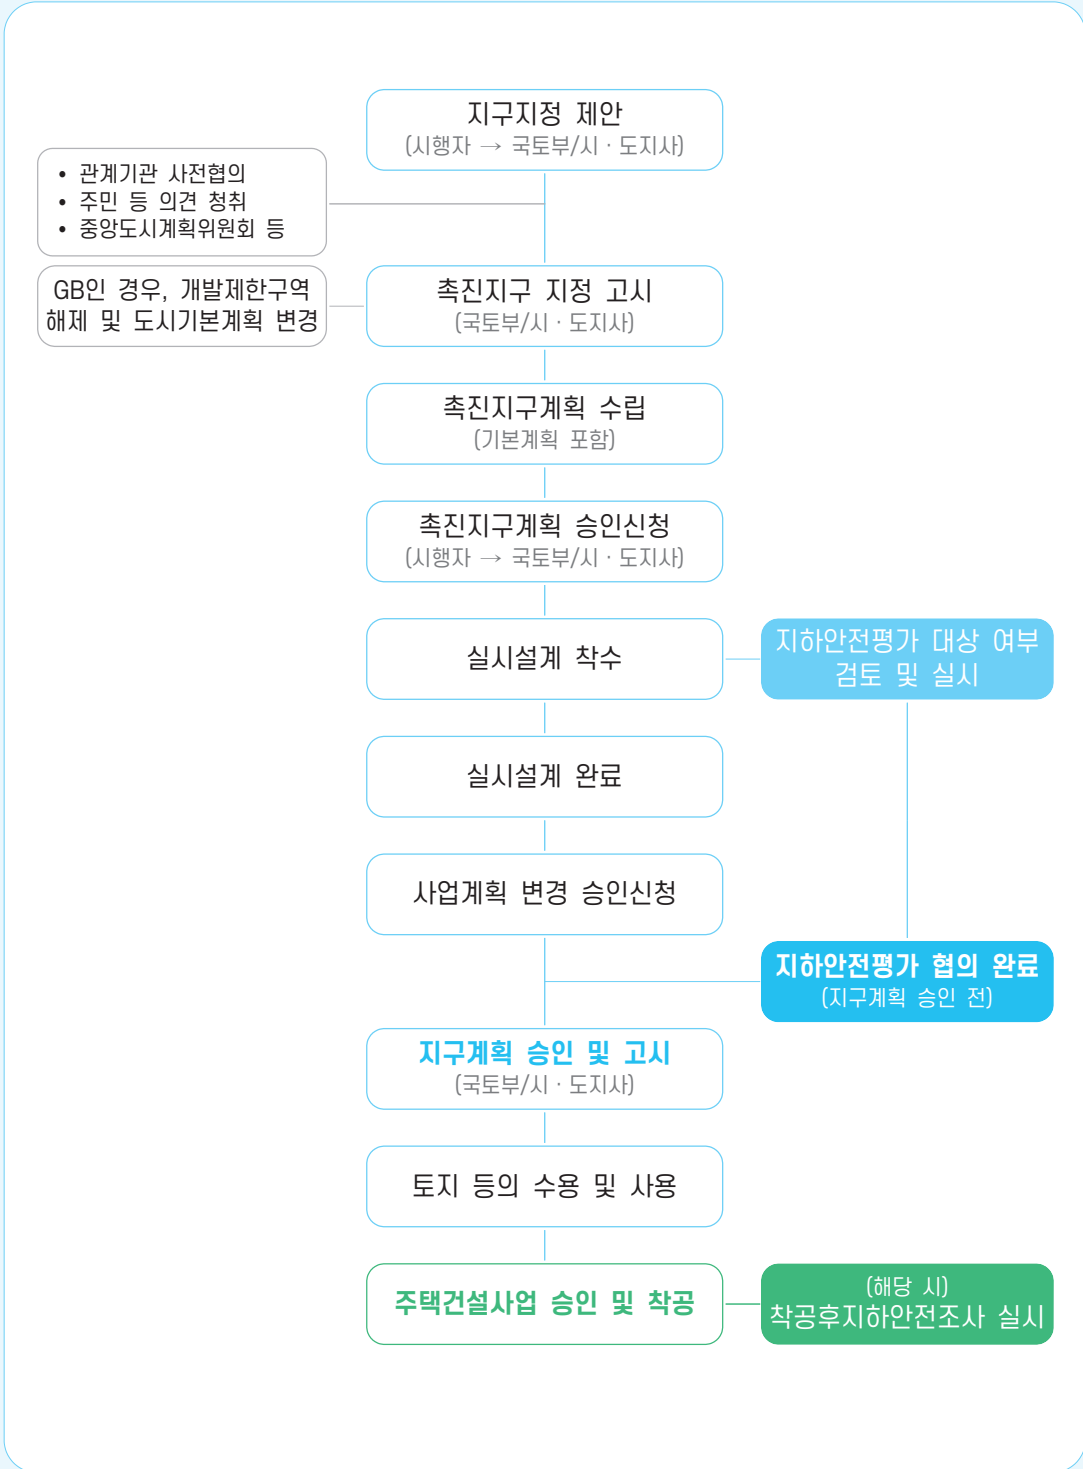 지구지정 제안
(시행자 → 국토부/시 · 도지사)
• 관계기관 사전협의
• 주민 등 의견 청취
• 중앙도시계획위원회 등
GB인 경우, 개발제한구역
해제 및 도시기본계획 변경
촉진지구 지정 고시
(국토부/시 · 도지사)
촉진지구계획 수립
(기본계획 포함)
촉진지구계획 승인신청
(시행자 → 국토부/시 · 도지사)
실시설계 착수
지하안전평가 대상 여부
검토 및 실시
실시설계 완료
사업계획 변경 승인신청
지하안전평가 협의 완료
(지구계획 승인 전)
지구계획 승인 및 고시
(국토부/시 · 도지사)
토지 등의 수용 및 사용
주택건설사업 승인 및 착공
(해당 시)
착공후지하안전조사 실시